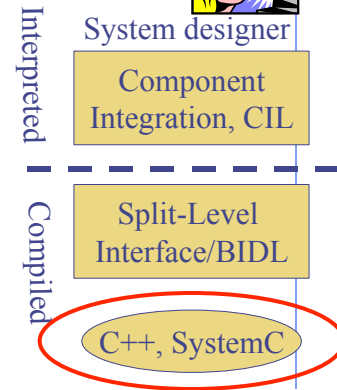 System designer
Interpreted
Component
Integration, CIL
Compiled
Split-Level
Interface/BIDL
C++, SystemC